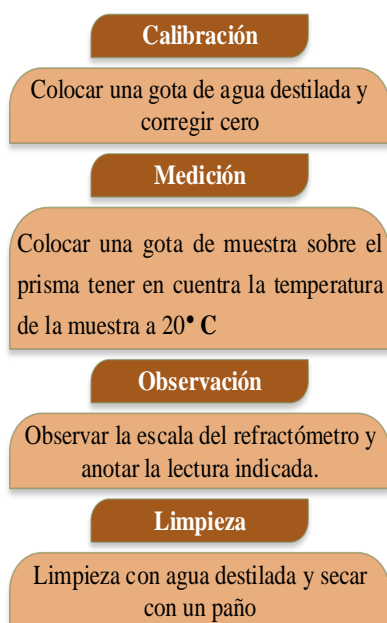 Calibración
Colocar una gota de agua destilada y
corregir cero
Medición
Colocar una gota de muestra sobre el
prisma tener en cuentra la temperatura
de la muestra a 20° C
Observación
Observar la escala del refractómetro y
anotar la lectura indicada.
Limpieza
Limpieza con agua destilada y secar
con un paño